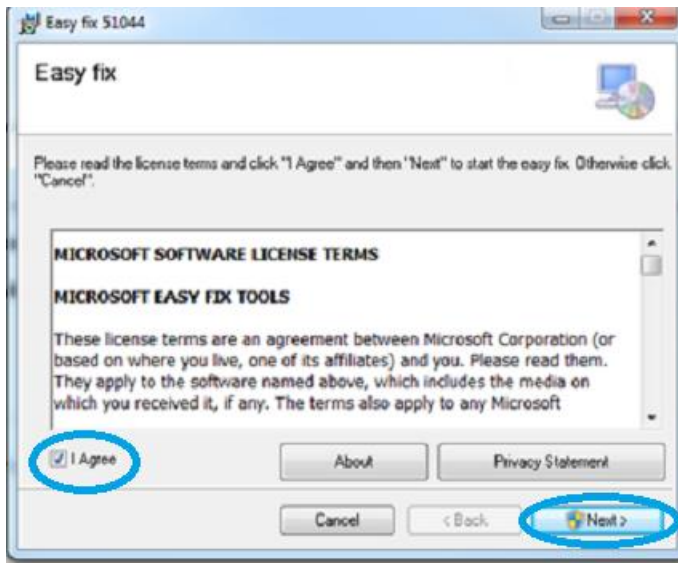 Easy fix 51044
Easy fix
Please read the license terms and click "I Agree" and then "Next" to start the easy fix. Otherwise click
"Cancel".
MICROSOFT SOFTWARE LICENSE TERMS
MICROSOFT EASY FIX TOOLS
These license terms are an agreement between Microsoft Corporation (or
based on where you live, one of its affiliates) and you. Please read them.
They apply to the software named above, which includes the media on
which you received it, if any. The terms also apply to any Microsoft
I Agree
About
Privacy Statement
Cancel
< Back
Next >